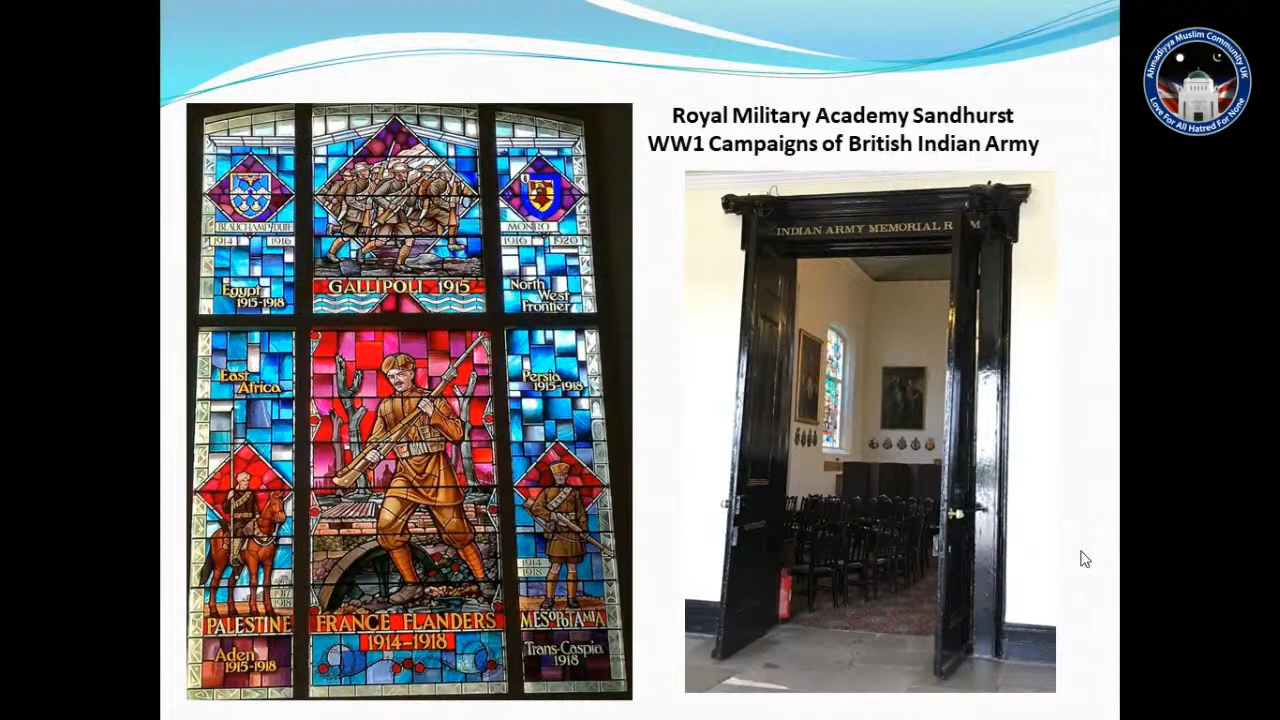 Royal Military Academy Sandhurst
WW1 Campaigns of British Indian Army
BEAUCHAMP DUFF
1914 1916
Egypt
1915-1918
GALLIPOLI 1915
MONRO
1916 1920
North
West
Frontier
East
Africa
Persia
1915-1918
PALESTINE
1917
1918
Aden
1915-1918
FRANCE FLANDERS
1914-1918
1914
1918
MESOPOTAMIA
Trans-Caspia
1918
INDIAN ARMY MEMORIAL R M
Ahmadiyya Muslim Community UK
Love For All Hatred For None